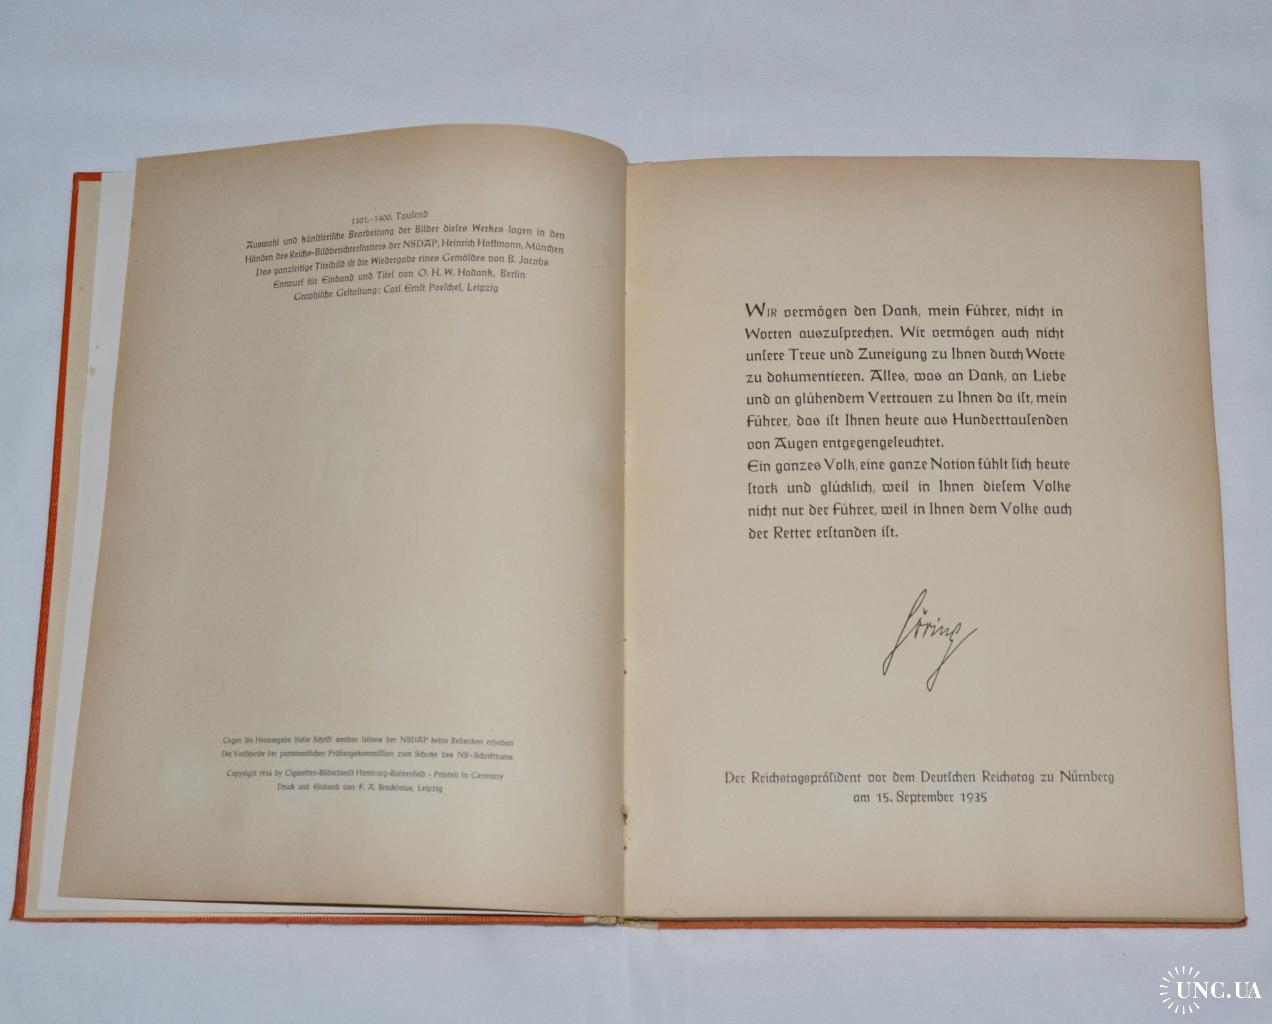 1301.–1400. Tausend
Auswahl und künstlerische Bearbeitung der Bilder dieses Werkes lagen in den
Händen des Reichs-Bildberichterstatters der NSDAP, Heinrich Hoffmann, München
Das ganzseitige Titelbild ist die Wiedergabe eines Gemäldes von B. Jacobs
Entwurf für Einband und Titel von O. H. W. Hadank, Berlin
Graphische Gestaltung: Carl Ernst Poeschel, Leipzig
Gegen die Herausgabe dieser Schrift werden seitens der NSDAP keine Bedenken erhoben
Der Vorsitzende der parteiamtlichen Prüfungskommission zum Schutze des NS-Schrifttums
Copyright 1936 by Cigaretten-Bilderdienst Hamburg-Bahrenfeld · Printed in Germany
Druck und Einband von F. A. Brockhaus, Leipzig
WIR vermögen den Dank, mein Führer, nicht in
Worten auszusprechen. Wir vermögen auch nicht
unsere Treue und Zuneigung zu Ihnen durch Worte
zu dokumentieren. Alles, was an Dank, an Liebe
und an glühendem Vertrauen zu Ihnen da ist, mein
Führer, das ist Ihnen heute aus Hunderttausenden
von Augen entgegengeleuchtet.
Ein ganzes Volk, eine ganze Nation fühlt sich heute
stark und glücklich, weil in Ihnen diesem Volke
nicht nur der Führer, weil in Ihnen dem Volke auch
der Retter erstanden ist.
Göring
Der Reichstagspräsident vor dem Deutschen Reichstag zu Nürnberg
am 15. September 1935
UNC.UA